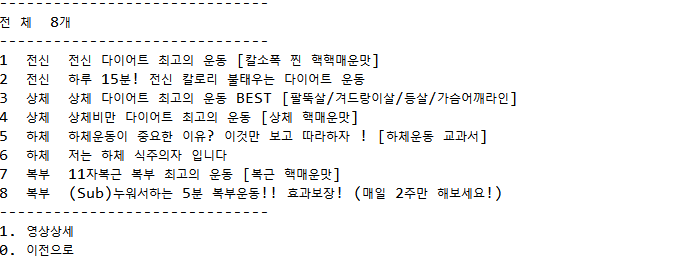 ------------------------------
전 체  8개
------------------------------
1  전신  전신 다이어트 최고의 운동 [칼소폭 찐 핵핵매운맛]
2  전신  하루 15분! 전신 칼로리 불태우는 다이어트 운동
3  상체  상체 다이어트 최고의 운동 BEST [팔뚝살/겨드랑이살/등살/가슴어깨라인]
4  상체  상체비만 다이어트 최고의 운동 [상체 핵매운맛]
5  하체  하체운동이 중요한 이유? 이것만 보고 따라하자 ! [하체운동 교과서]
6  하체  저는 하체 식주의자 입니다
7  복부  11자복근 복부 최고의 운동 [복근 핵매운맛]
8  복부  (Sub)누워서하는 5분 복부운동!! 효과보장! (매일 2주만 해보세요!)
------------------------------
1. 영상상세
0. 이전으로